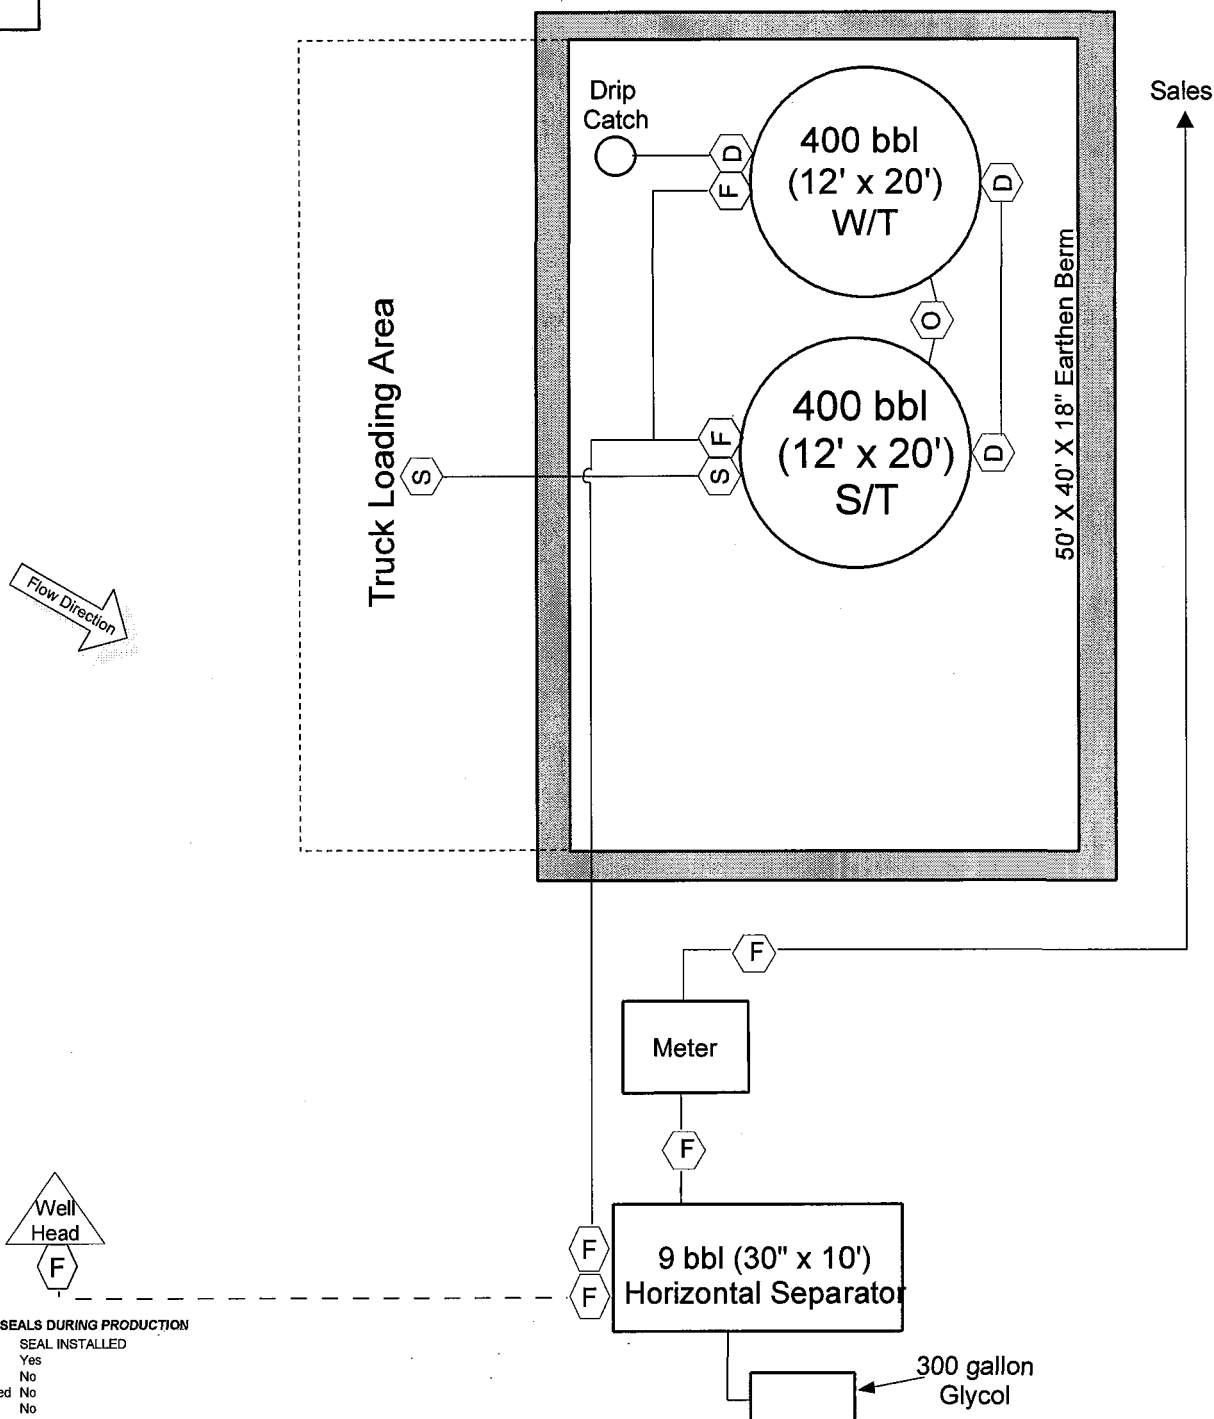 Drip
Catch
D
F
400 bbl
(12' x 20')
W/T
D
Sales
O
50' X 40' X 18" Earthen Berm
Truck Loading Area
S
F
S
400 bbl
(12' x 20')
S/T
D
Flow Direction
F
Meter
F
Well
Head
F
F
F
9 bbl (30" x 10')
Horizontal Separator
SEALS DURING PRODUCTION
SEAL INSTALLED
Yes
No
ed No
No
300 gallon
Glycol